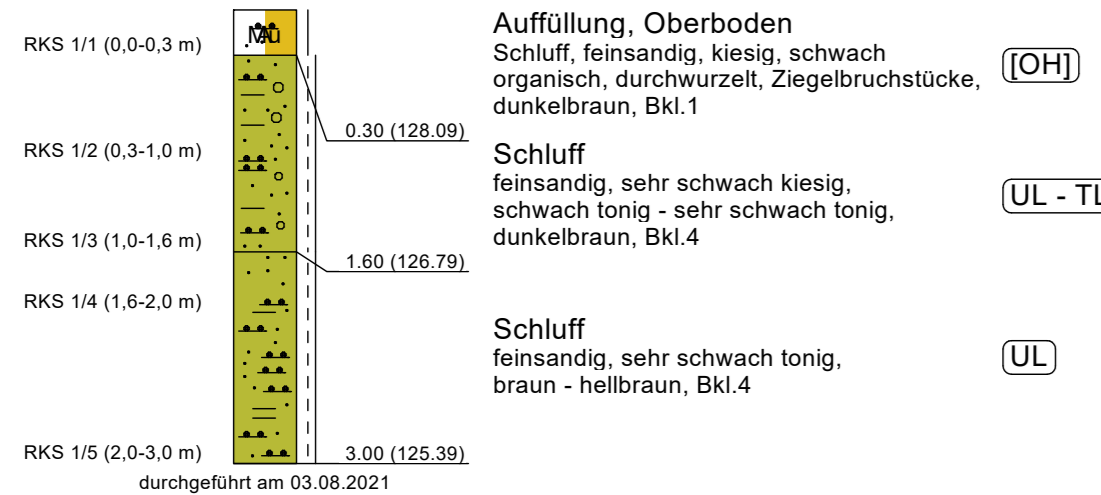 RKS 1/1 (0,0-0,3 m)
Auffüllung, Oberboden
Schluff, feinsandig, kiesig, schwach
organisch, durchwurzelt, Ziegelbruchstücke,
dunkelbraun, Bkl.1
[OH]
0.30 (128.09)
RKS 1/2 (0,3-1,0 m)
Schluff
feinsandig, sehr schwach kiesig,
schwach tonig - sehr schwach tonig,
dunkelbraun, Bkl.4
UL - TL
RKS 1/3 (1,0-1,6 m)
1.60 (126.79)
RKS 1/4 (1,6-2,0 m)
Schluff
feinsandig, sehr schwach tonig,
braun - hellbraun, Bkl.4
UL
RKS 1/5 (2,0-3,0 m)
3.00 (125.39)
durchgeführt am 03.08.2021